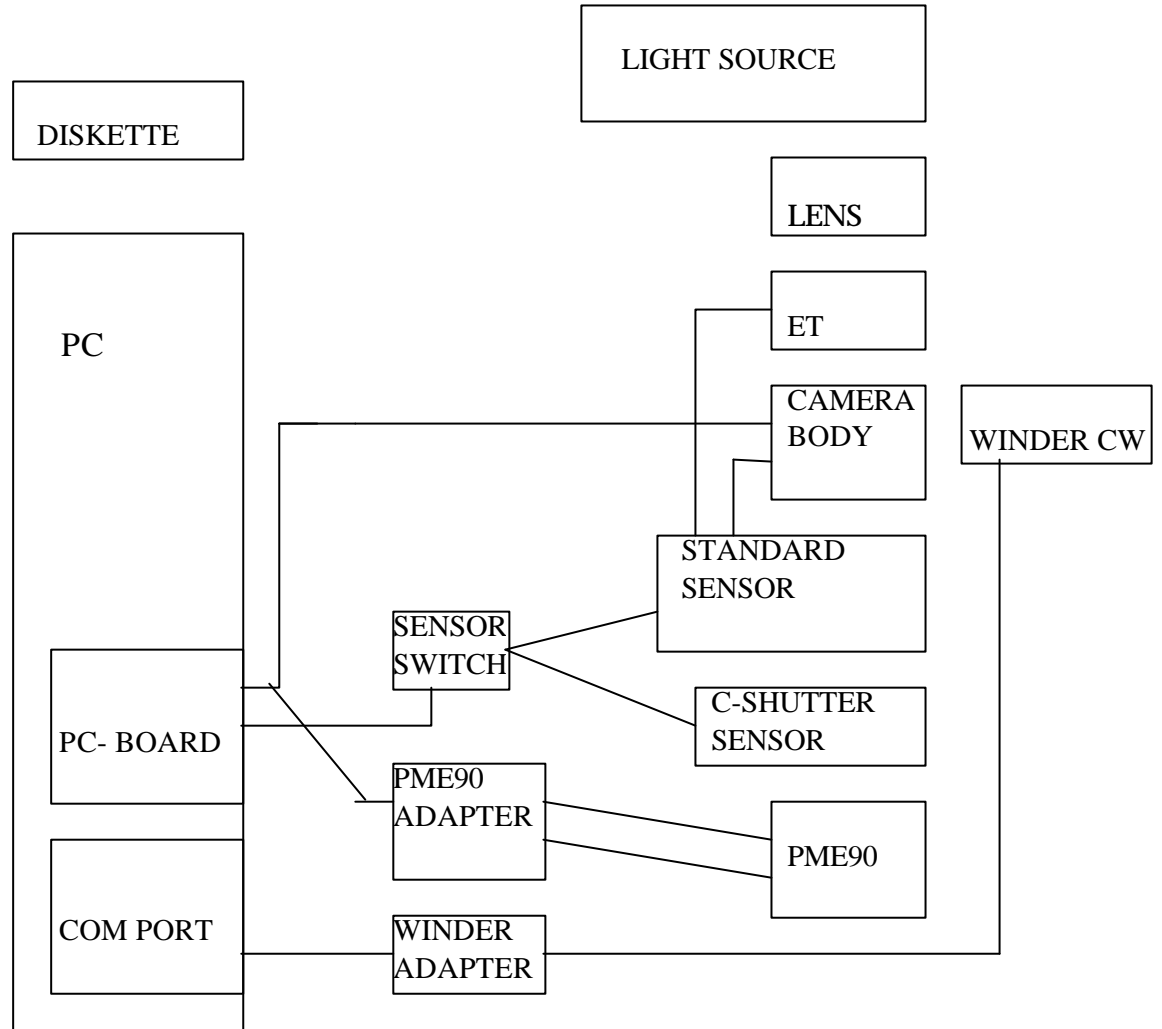 LIGHT SOURCE
DISKETTE
LENS
PC
ET
CAMERA
BODY
WINDER CW
STANDARD
SENSOR
SENSOR
SWITCH
C-SHUTTER
SENSOR
PC- BOARD
PME90
ADAPTER
PME90
COM PORT
WINDER
ADAPTER